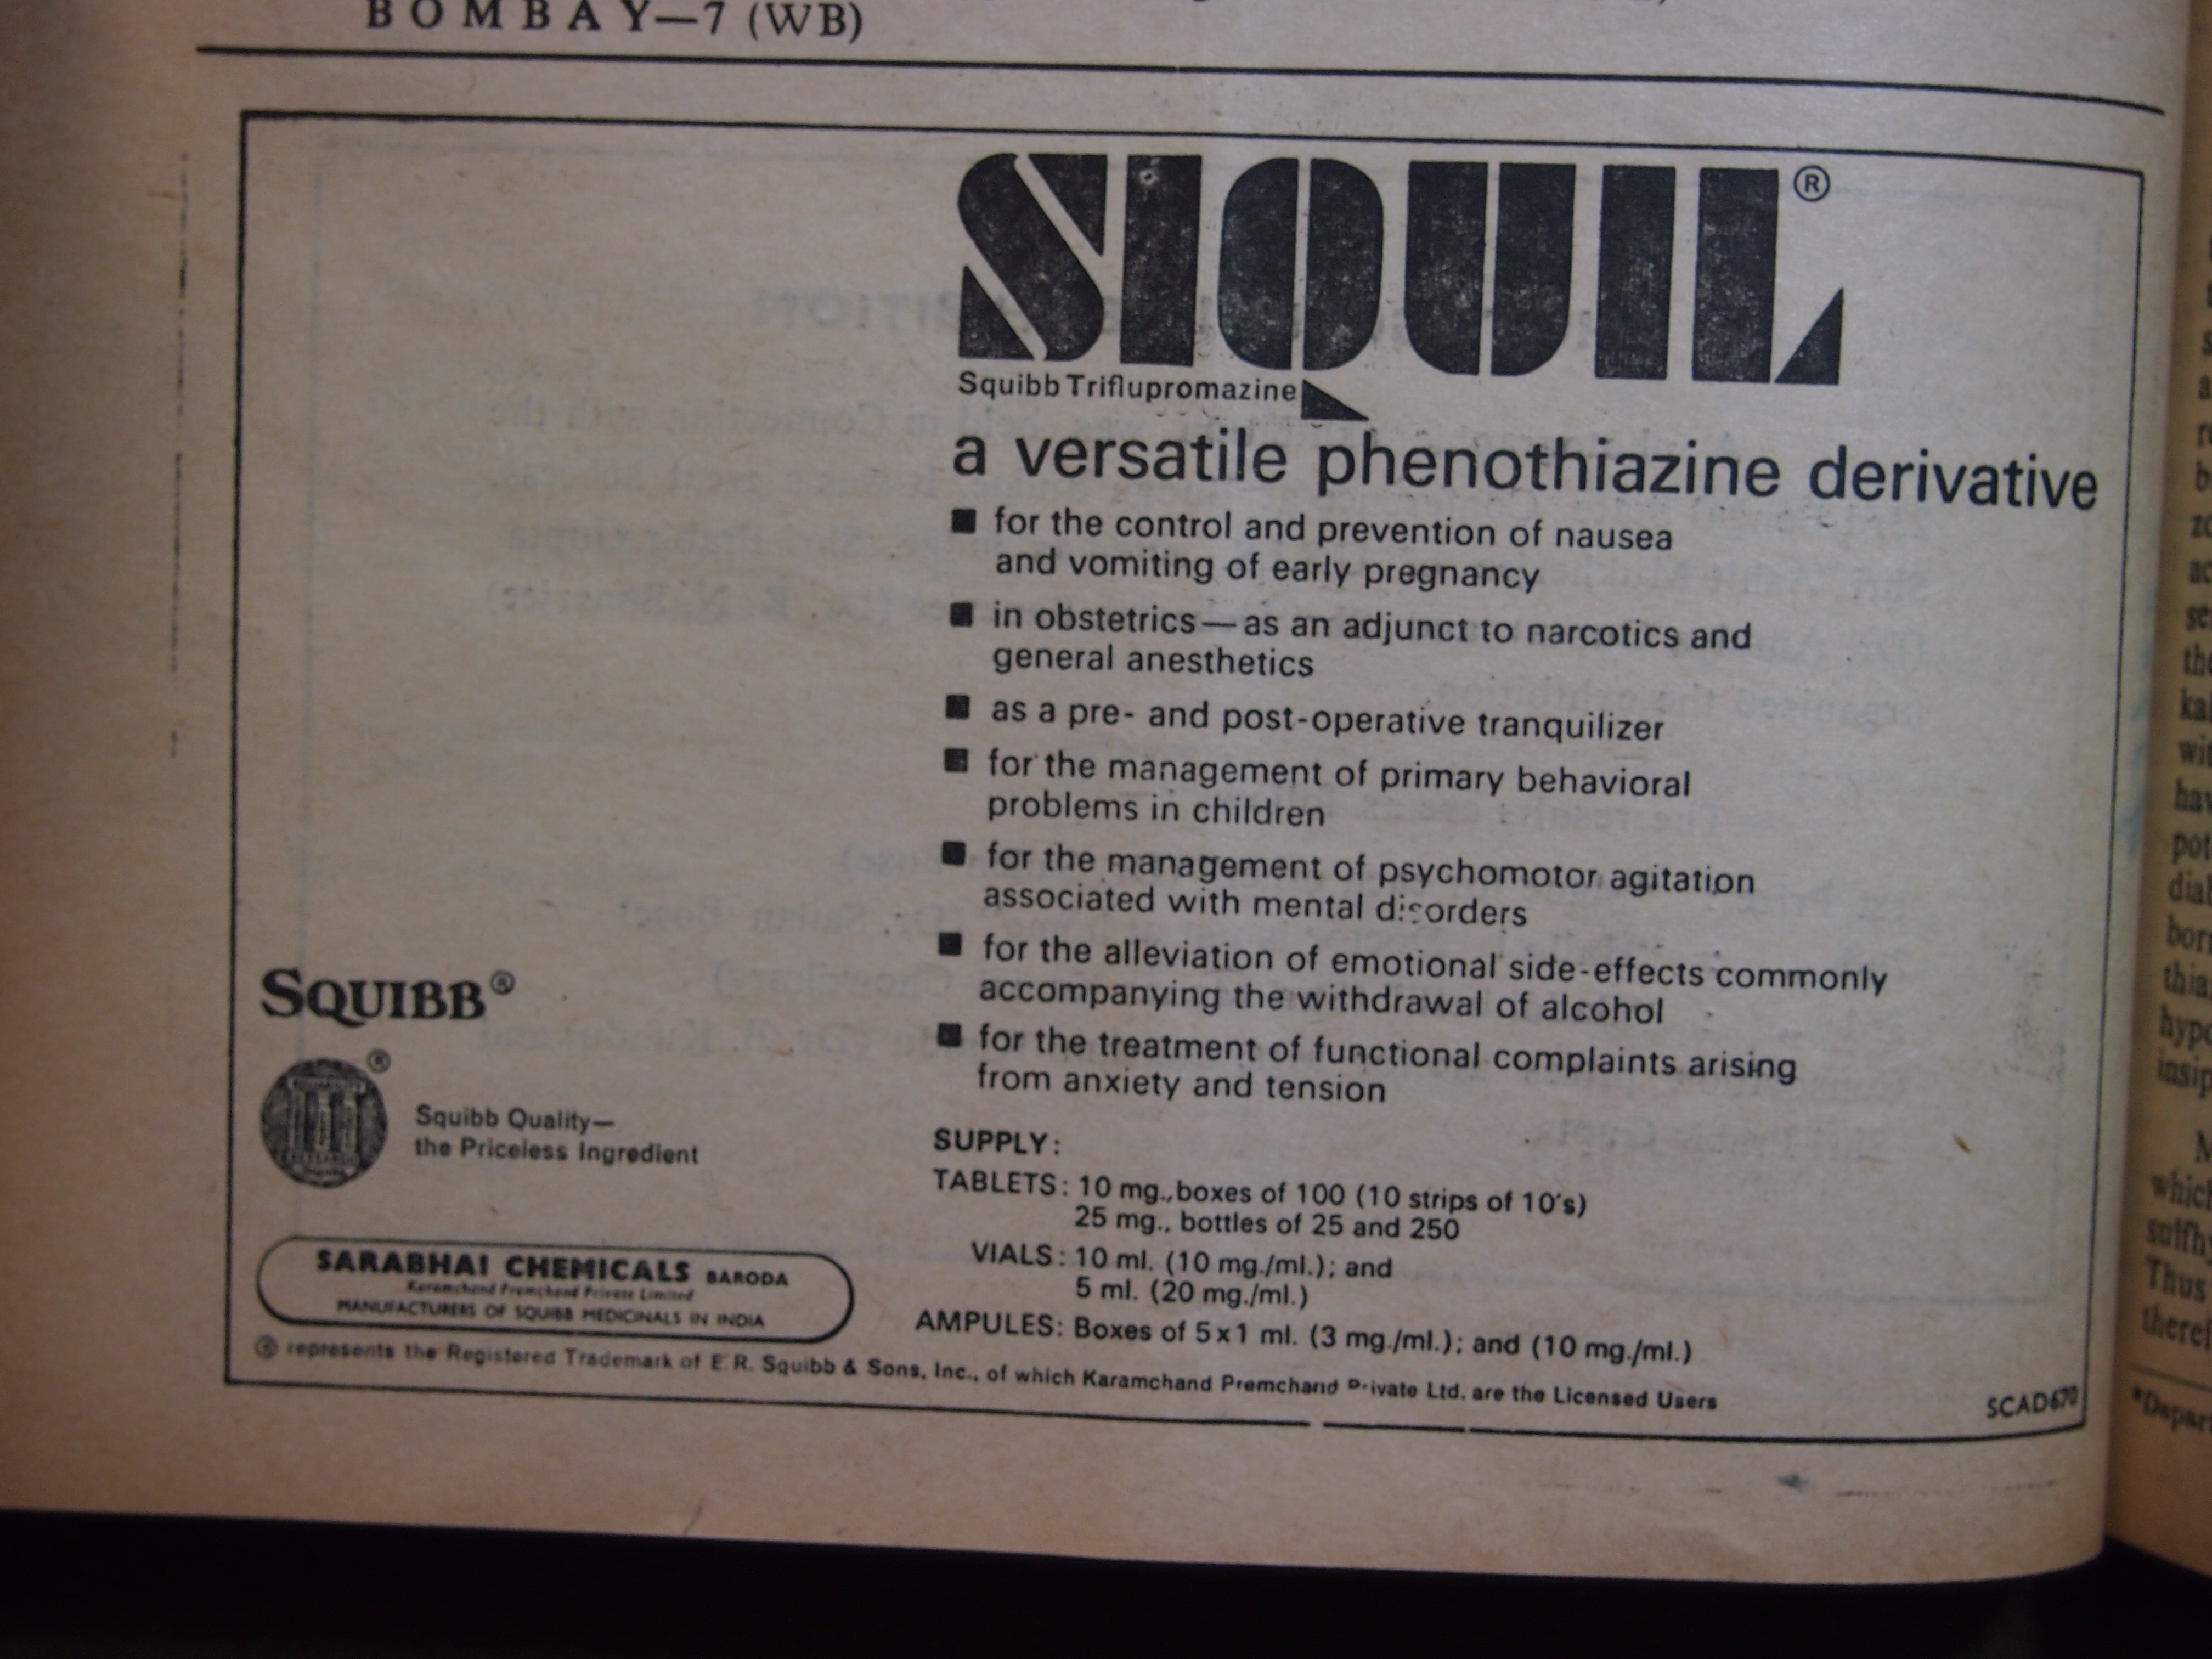 BOMBAY—7 (WB)
SIQUIL®
Squibb Triflupromazine
a versatile phenothiazine derivative
■ for the control and prevention of nausea
and vomiting of early pregnancy
■ in obstetrics—as an adjunct to narcotics and
general anesthetics
■ as a pre- and post-operative tranquilizer
■ for the management of primary behavioral
problems in children
■ for the management of psychomotor agitation
associated with mental disorders
■ for the alleviation of emotional side-effects commonly
accompanying the withdrawal of alcohol
■ for the treatment of functional complaints arising
from anxiety and tension
SUPPLY:
TABLETS: 10 mg., boxes of 100 (10 strips of 10's)
25 mg., bottles of 25 and 250
VIALS: 10 ml. (10 mg./ml.); and
5 ml. (20 mg./ml.)
AMPULES: Boxes of 5x1 ml. (3 mg./ml.); and (10 mg./ml.)
SQUIBB®
®
Squibb Quality—
the Priceless Ingredient
SARABHAI CHEMICALS BARODA
Karamchand Premchand Private Limited
MANUFACTURERS OF SQUIBB MEDICINALS IN INDIA
® represents the Registered Trademark of E.R. Squibb & Sons, Inc., of which Karamchand Premchand Private Ltd. are the Licensed Users
SCAD670
which
Thus